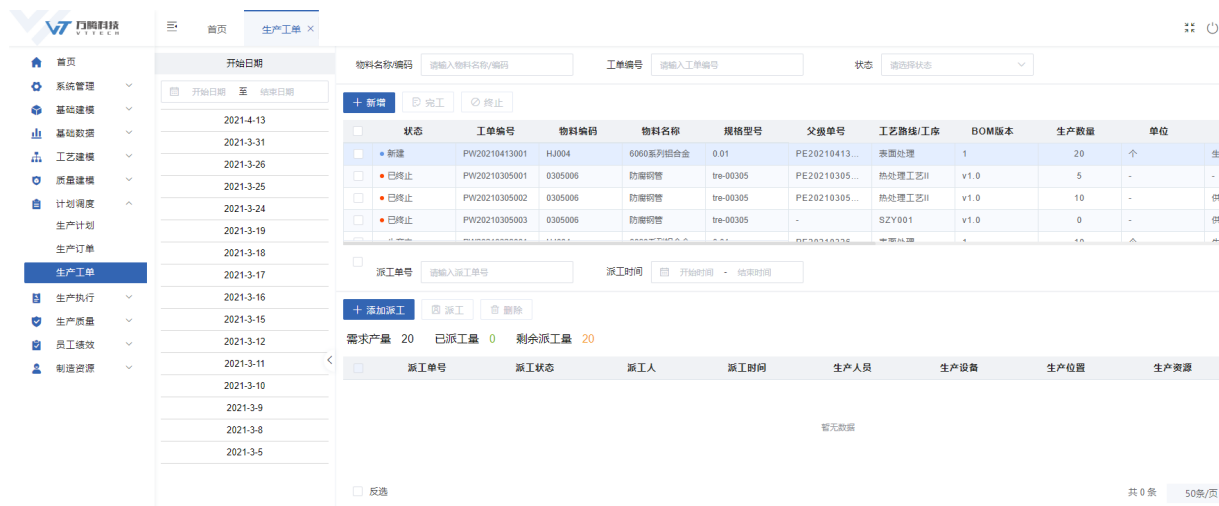 万腾科技
VTTECH
首页
生产工单 ×
首页
系统管理
基础建模
基础数据
工艺建模
质量建模
计划调度
生产计划
生产订单
生产工单
生产执行
生产质量
员工绩效
制造资源
开始日期
开始日期 至 结束日期
2021-4-13
2021-3-31
2021-3-26
2021-3-25
2021-3-24
2021-3-19
2021-3-18
2021-3-17
2021-3-16
2021-3-15
2021-3-12
2021-3-11
2021-3-10
2021-3-9
2021-3-8
2021-3-5
物料名称/编码 请输入物料名称/编码 工单编号 请输入工单编号 状态 请选择状态
+ 新增 完工 终止
状态 工单编号 物料编码 物料名称 规格型号 父级单号 工艺路线/工序 BOM版本 生产数量 单位
新建 PW20210413001 HJ004 6060系列铝合金 0.01 PE20210413... 表面处理 1 20 个 生
已终止 PW20210305001 0305006 防腐钢管 tre-00305 PE20210305... 热处理工艺II v1.0 5 - -
已终止 PW20210305002 0305006 防腐钢管 tre-00305 PE20210305... 热处理工艺II v1.0 10 - 供
已终止 PW20210305003 0305006 防腐钢管 tre-00305 - SZY001 v1.0 0 - 供
派工单号 请输入派工单号 派工时间 开始时间 - 结束时间
+ 添加派工 派工 删除
需求产量 20 已派工量 0 剩余派工量 20
派工单号 派工状态 派工人 派工时间 生产人员 生产设备 生产位置 生产资源
暂无数据
反选 共 0 条 50条/页